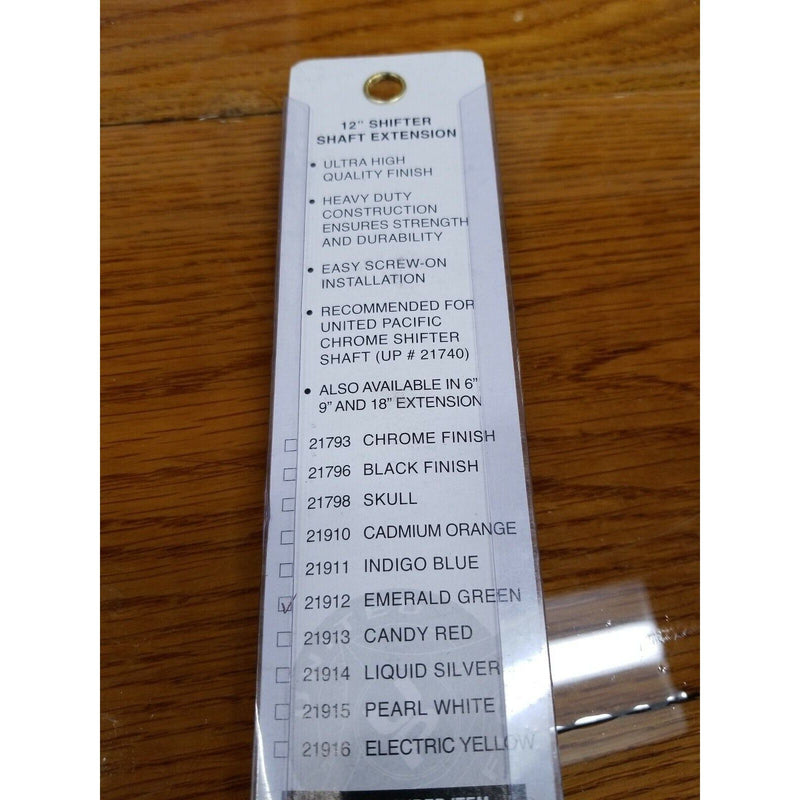 12" SHIFTER
SHAFT EXTENSION
• ULTRA HIGH
QUALITY FINISH
• HEAVY DUTY
CONSTRUCTION
ENSURES STRENGTH
AND DURABILITY
• EASY SCREW-ON
INSTALLATION
• RECOMMENDED FOR
UNITED PACIFIC
CHROME SHIFTER
SHAFT (UP # 21740)
• ALSO AVAILABLE IN 6"
9" AND 18" EXTENSION
☐ 21793 CHROME FINISH
☐ 21796 BLACK FINISH
☐ 21798 SKULL
☐ 21910 CADMIUM ORANGE
☐ 21911 INDIGO BLUE
☑ 21912 EMERALD GREEN
☐ 21913 CANDY RED
☐ 21914 LIQUID SILVER
☐ 21915 PEARL WHITE
☐ 21916 ELECTRIC YELLOW
ITEM